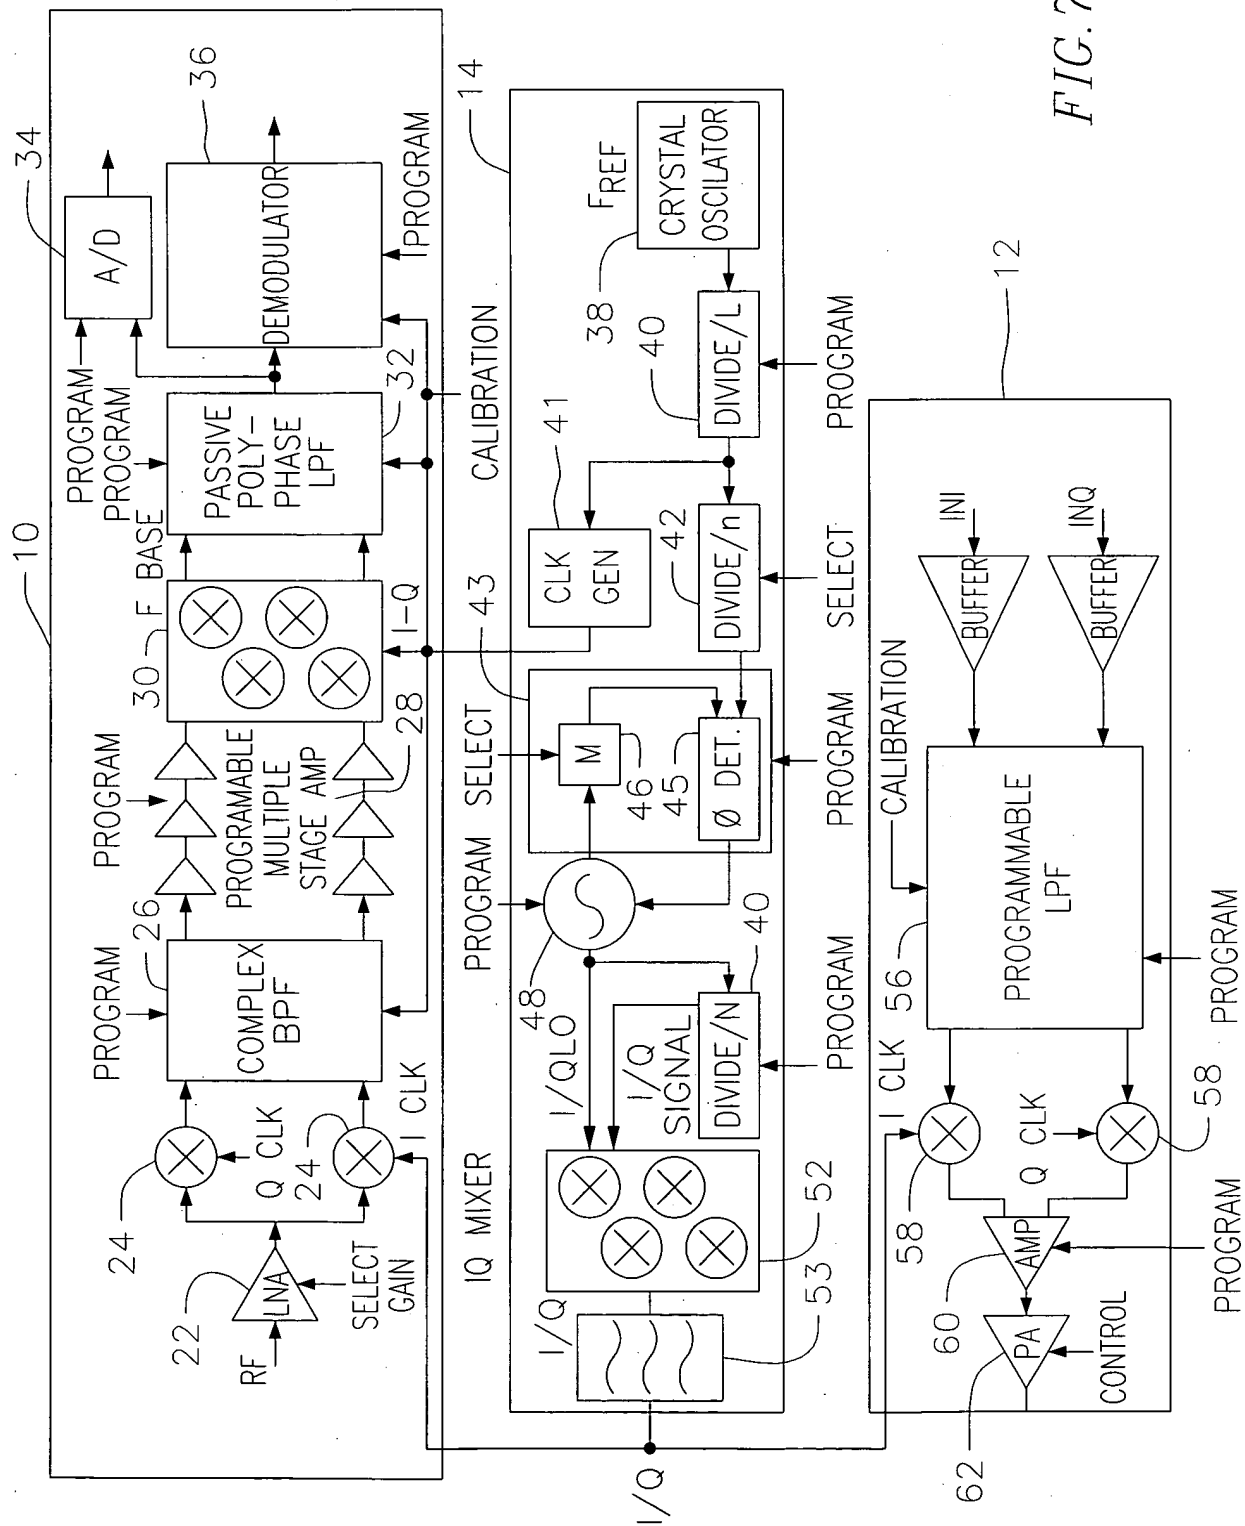 10
34
A/D
36
DEMODULATOR
PROGRAM
PROGRAM
PROGRAM
32
PASSIVE
POLY-
PHASE
LPF
F BASE
30
I-Q
PROGRAM
PROGRAMABLE
MULTIPLE
STAGE AMP
28
PROGRAM
26
COMPLEX
BPF
24
Q CLK
24
I CLK
22
LNA
RF
SELECT
GAIN
14
CALIBRATION
FREF
CRYSTAL
OSCILATOR
38
40
DIVIDE/L
PROGRAM
41
CLK
GEN
42
DIVIDE/n
SELECT
43
SELECT
M
46
45
Ø DET.
PROGRAM
PROGRAM
48
I/QLO
I/Q
SIGNAL
DIVIDE/N
40
PROGRAM
IQ MIXER
52
I/Q
53
I/Q
12
INI
BUFFER
INQ
BUFFER
CALIBRATION
56
PROGRAMMABLE
LPF
PROGRAM
I CLK
58
Q CLK
58
60
AMP
PROGRAM
62
PA
CONTROL
FIG. 7